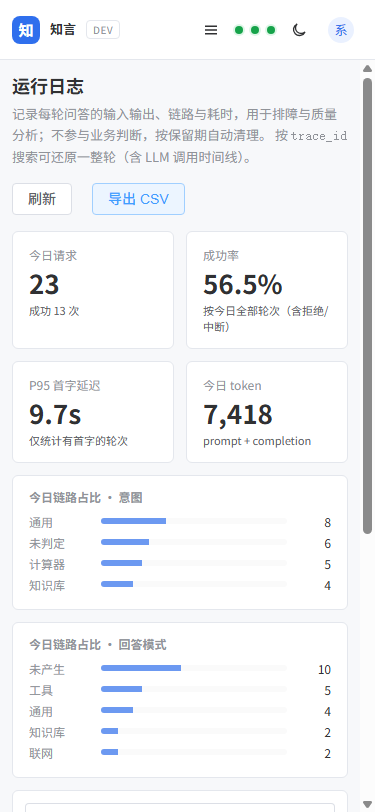 知 知言 DEV 系
运行日志
记录每轮问答的输入输出、链路与耗时，用于排障与质量
分析；不参与业务判断，按保留期自动清理。 按 trace_id
搜索可还原一整轮（含 LLM 调用时间线）。
刷新 导出 CSV
今日请求
23
成功 13 次
成功率
56.5%
按今日全部轮次（含拒绝/
中断）
P95 首字延迟
9.7s
仅统计有首字的轮次
今日 token
7,418
prompt + completion
今日链路占比 · 意图
通用 8
未判定 6
计算器 5
知识库 4
今日链路占比 · 回答模式
未产生 10
工具 5
通用 4
知识库 2
联网 2